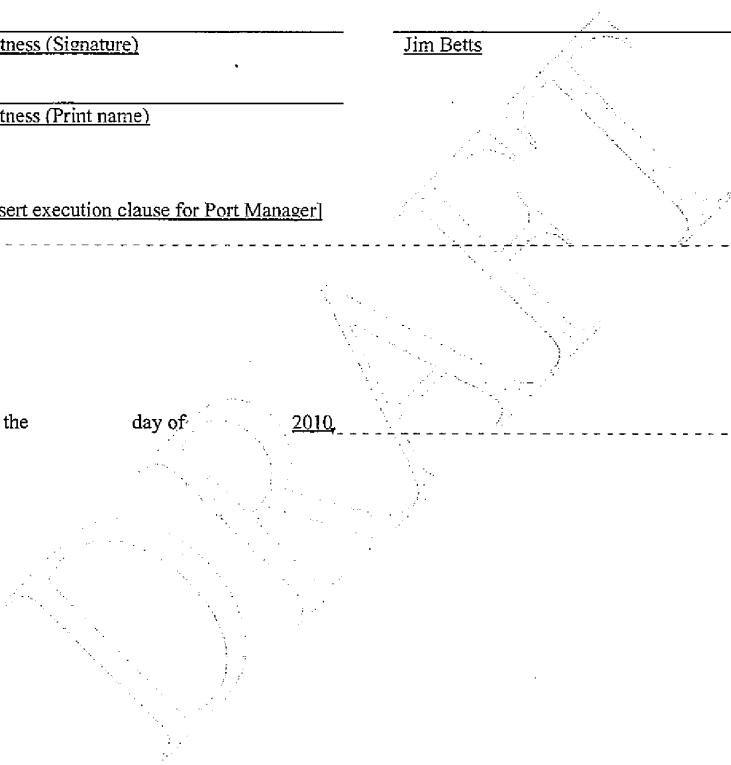 tness (Signature) Jim Betts
tness (Print name)
sert execution clause for Port Manager]
the day of 2010
DRAFT